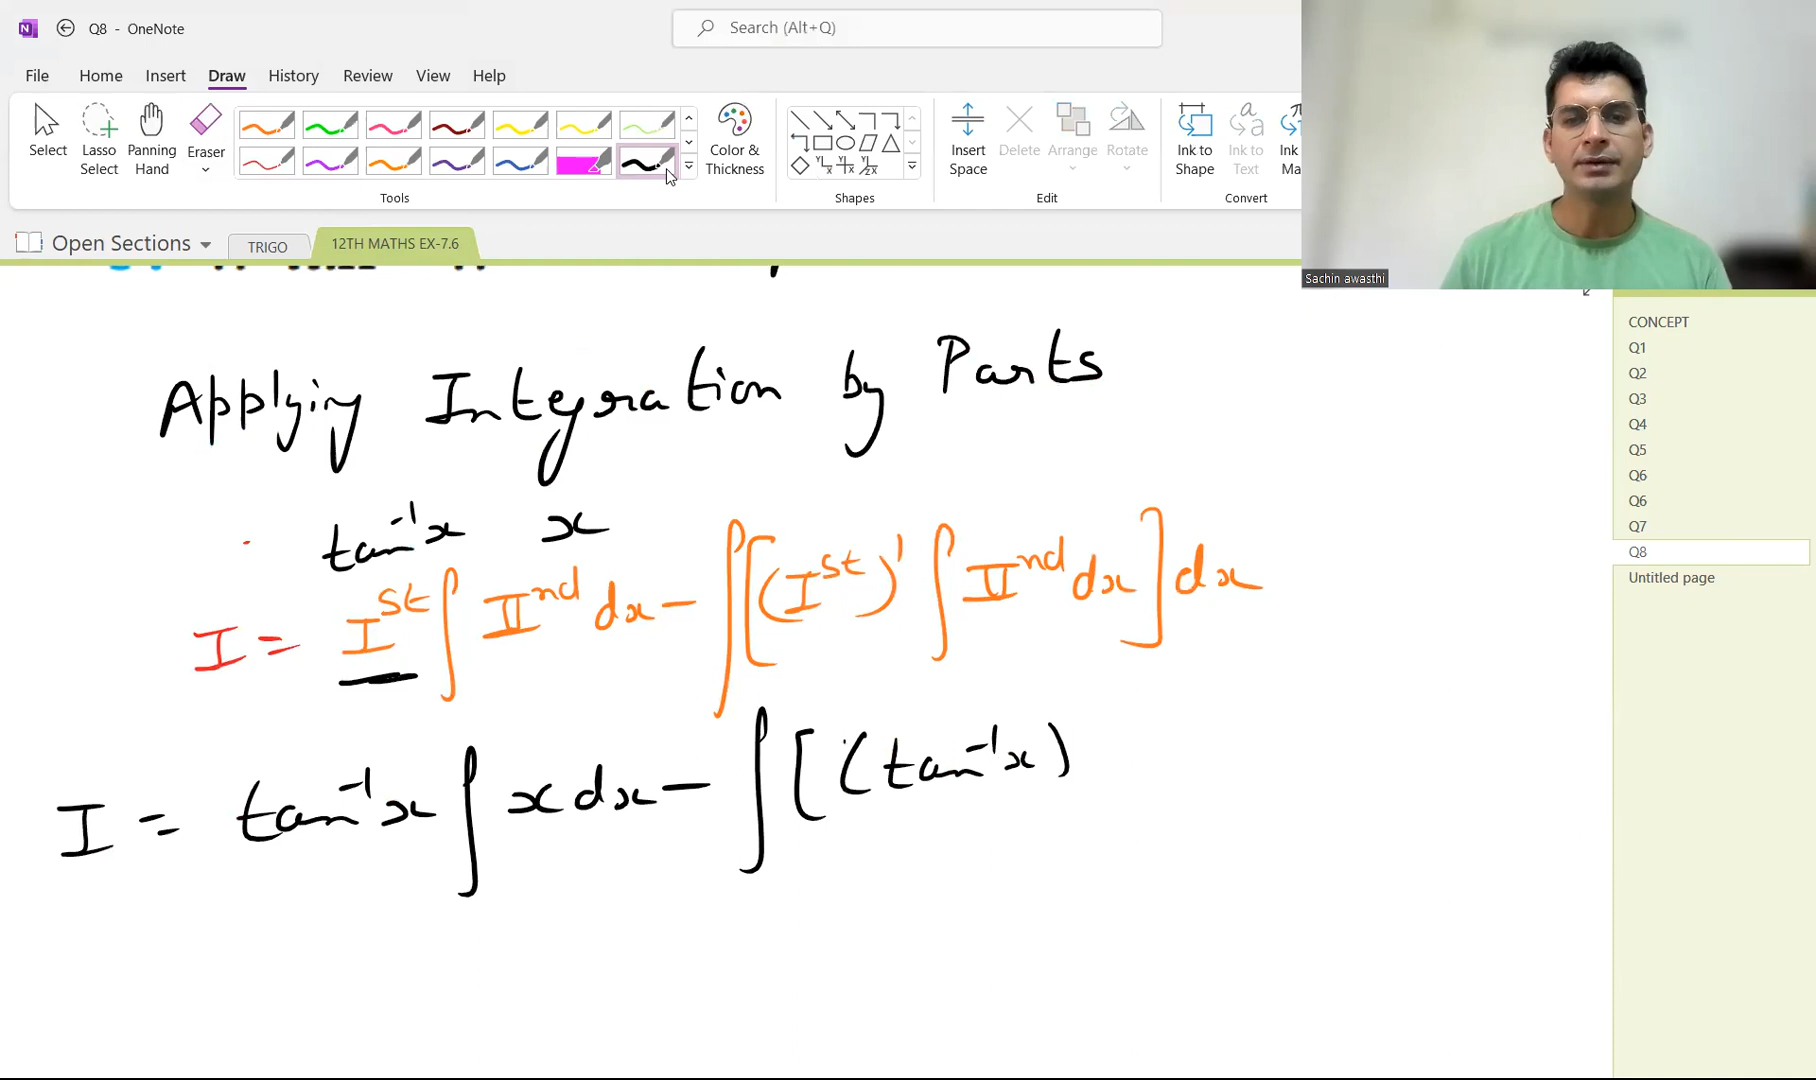 Q8 - OneNote
Search (Alt+Q)
File Home Insert Draw History Review View Help
Select Lasso Select Panning Hand Eraser
Color & Thickness
Insert Space Delete Arrange Rotate
Ink to Shape Ink to Text Ink Ma
Tools Shapes Edit Convert
Open Sections TRIGO 12TH MATHS EX-7.6
Sachin awasthi
CONCEPT
Q1
Q2
Q3
Q4
Q5
Q6
Q6
Q7
Q8
Untitled page
Applying Integration by Parts
tan⁻¹x x
I = Iˢᵗ ∫ IIⁿᵈ dx − ∫[(Iˢᵗ)' ∫ IIⁿᵈ dx] dx
I = tan⁻¹x ∫ x dx − ∫ [(tan⁻¹x)